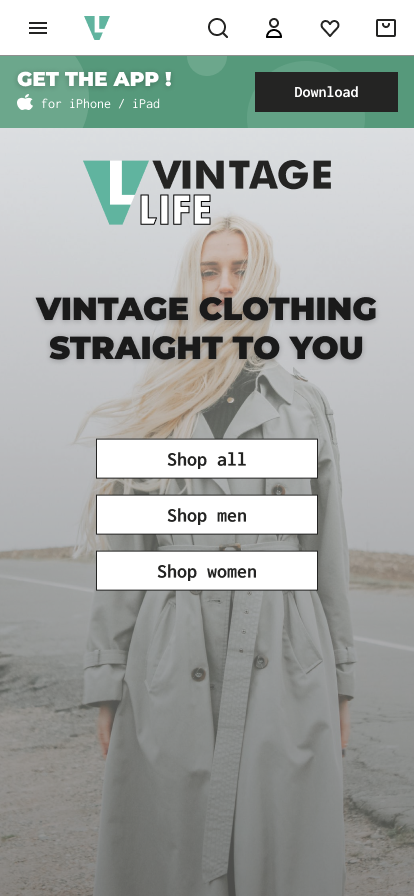 GET THE APP !
for iPhone / iPad
Download
VINTAGE
LIFE
VINTAGE CLOTHING
STRAIGHT TO YOU
Shop all
Shop men
Shop women